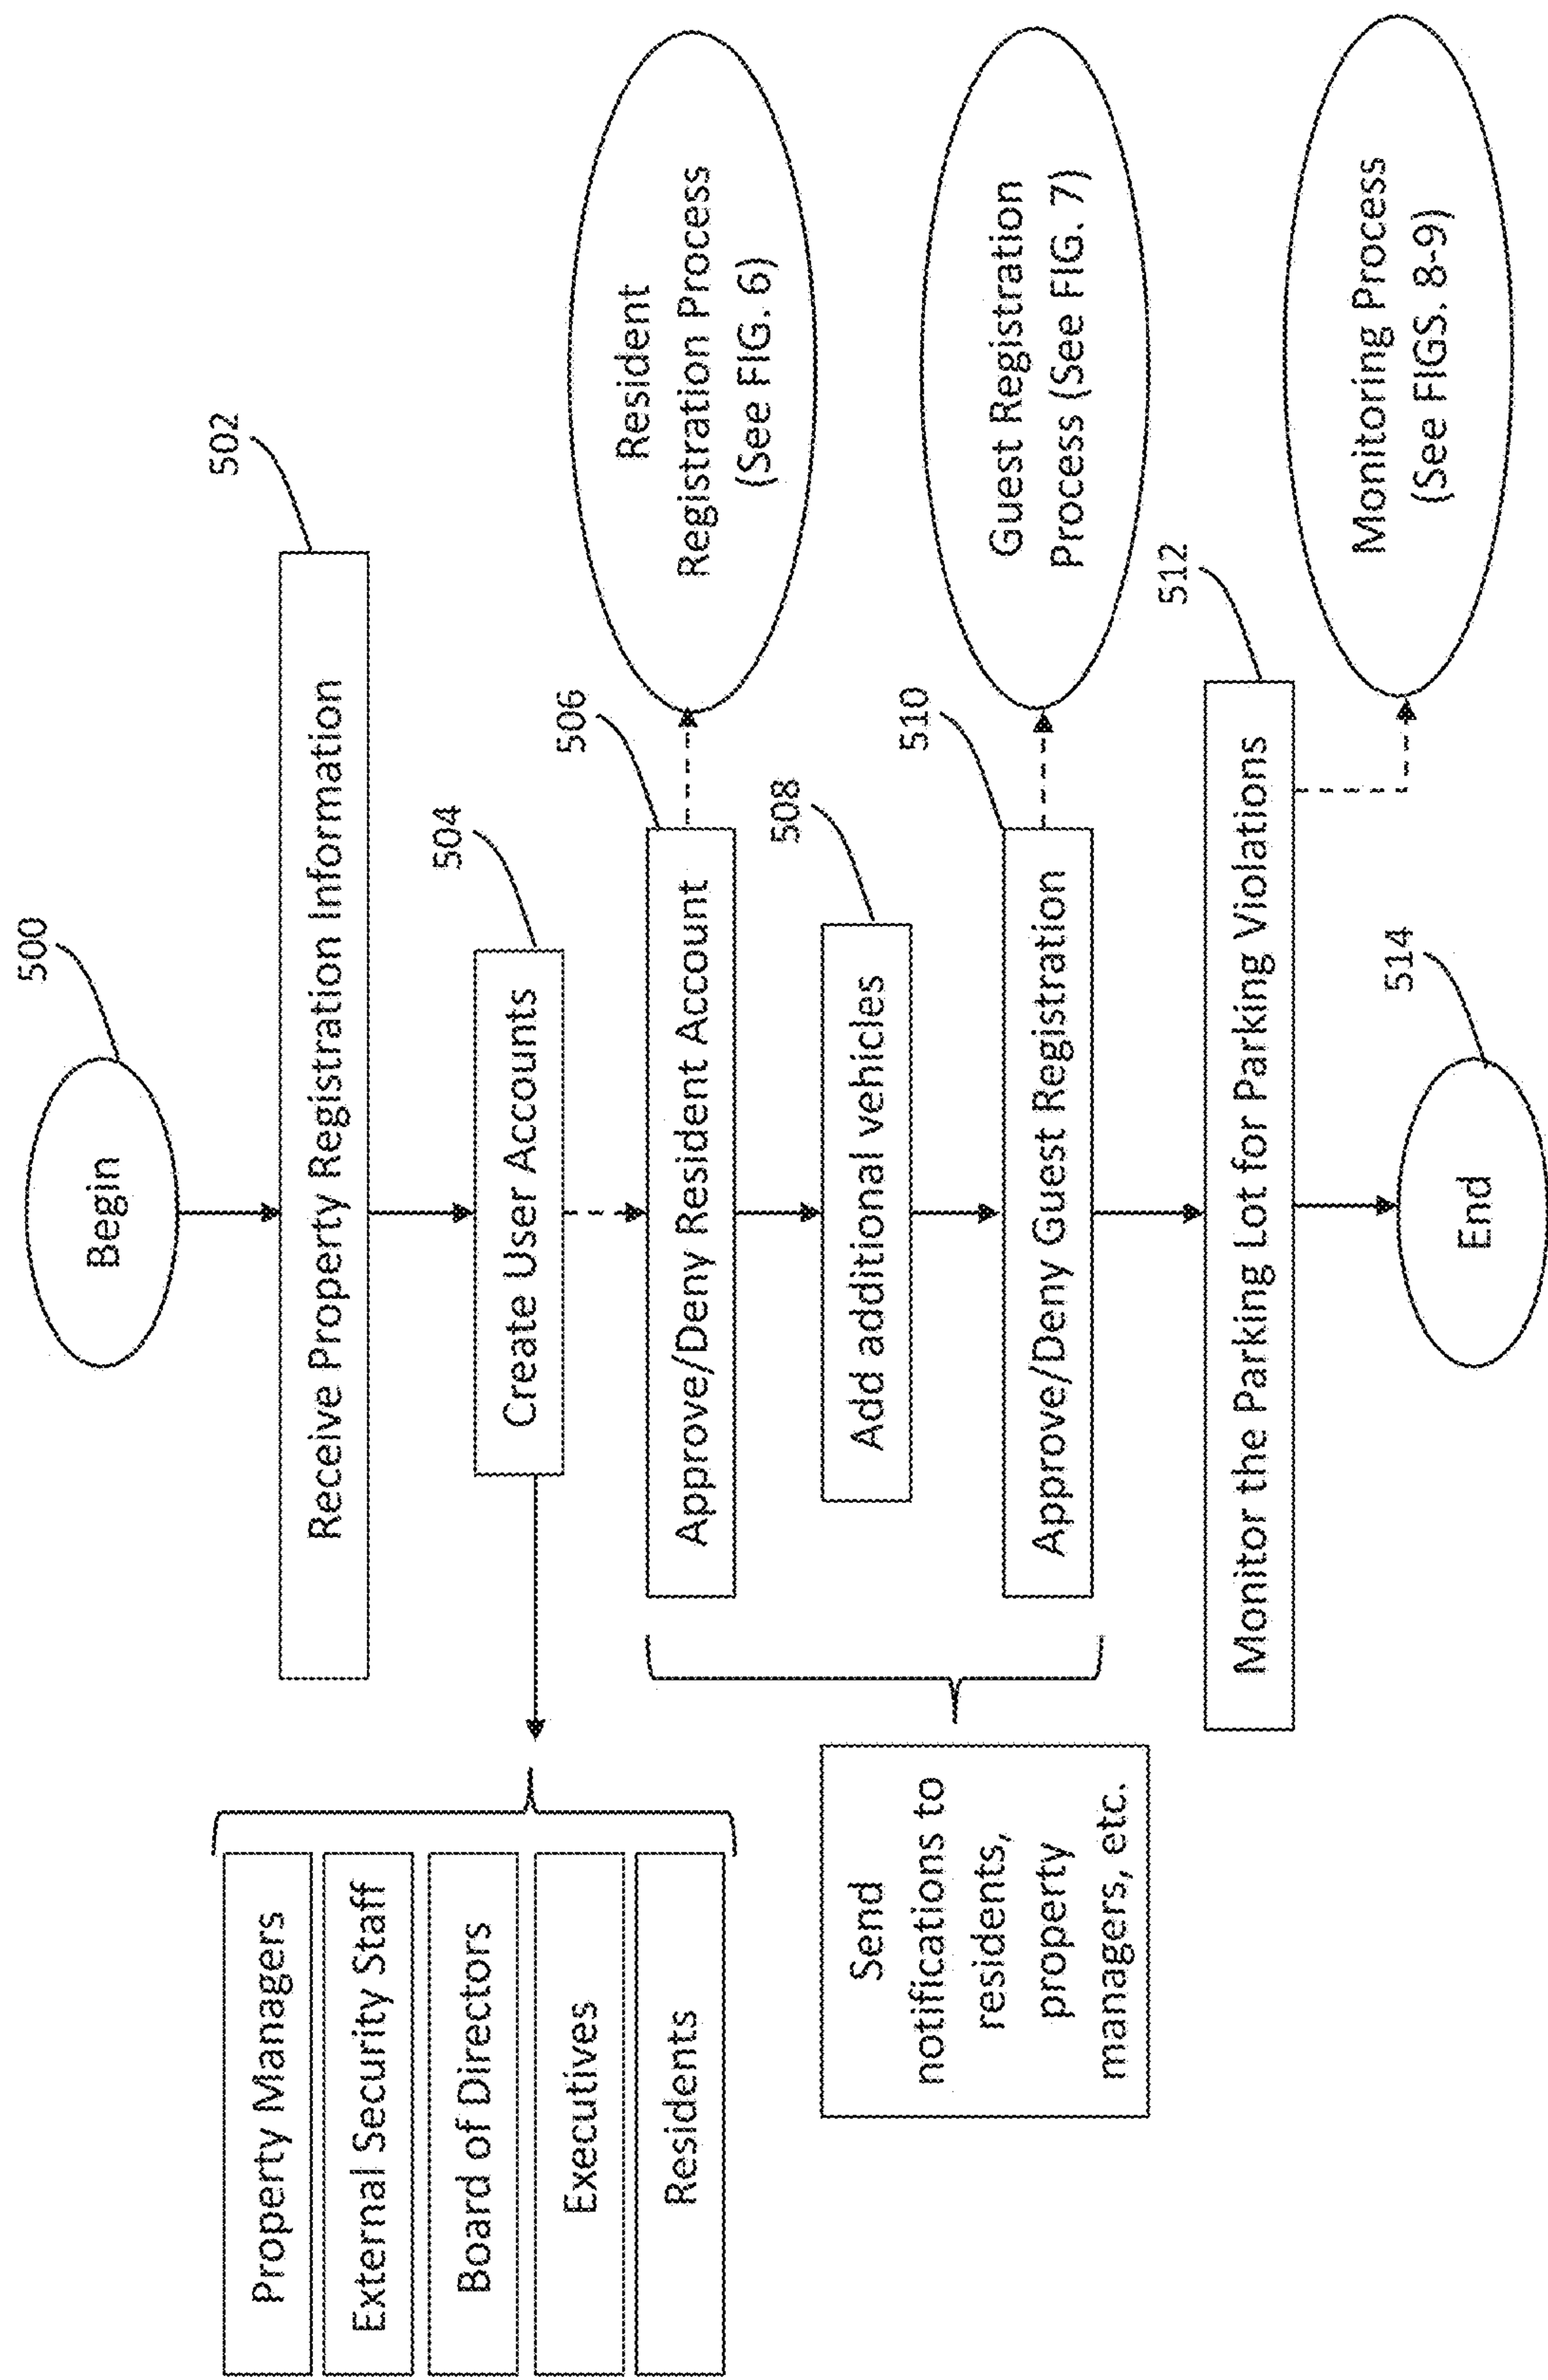 500
Begin
502
Receive Property Registration Information
504
Create User Accounts
Property Managers
External Security Staff
Board of Directors
Executives
Residents
506
Approve/Deny Resident Account
Resident
Registration Process
(See FIG. 6)
508
Add additional vehicles
Send
notifications to
residents,
property
managers, etc.
510
Approve/Deny Guest Registration
Guest Registration
Process (See FIG. 7)
512
Monitor the Parking Lot for Parking Violations
Monitoring Process
(See FIGS. 8-9)
514
End